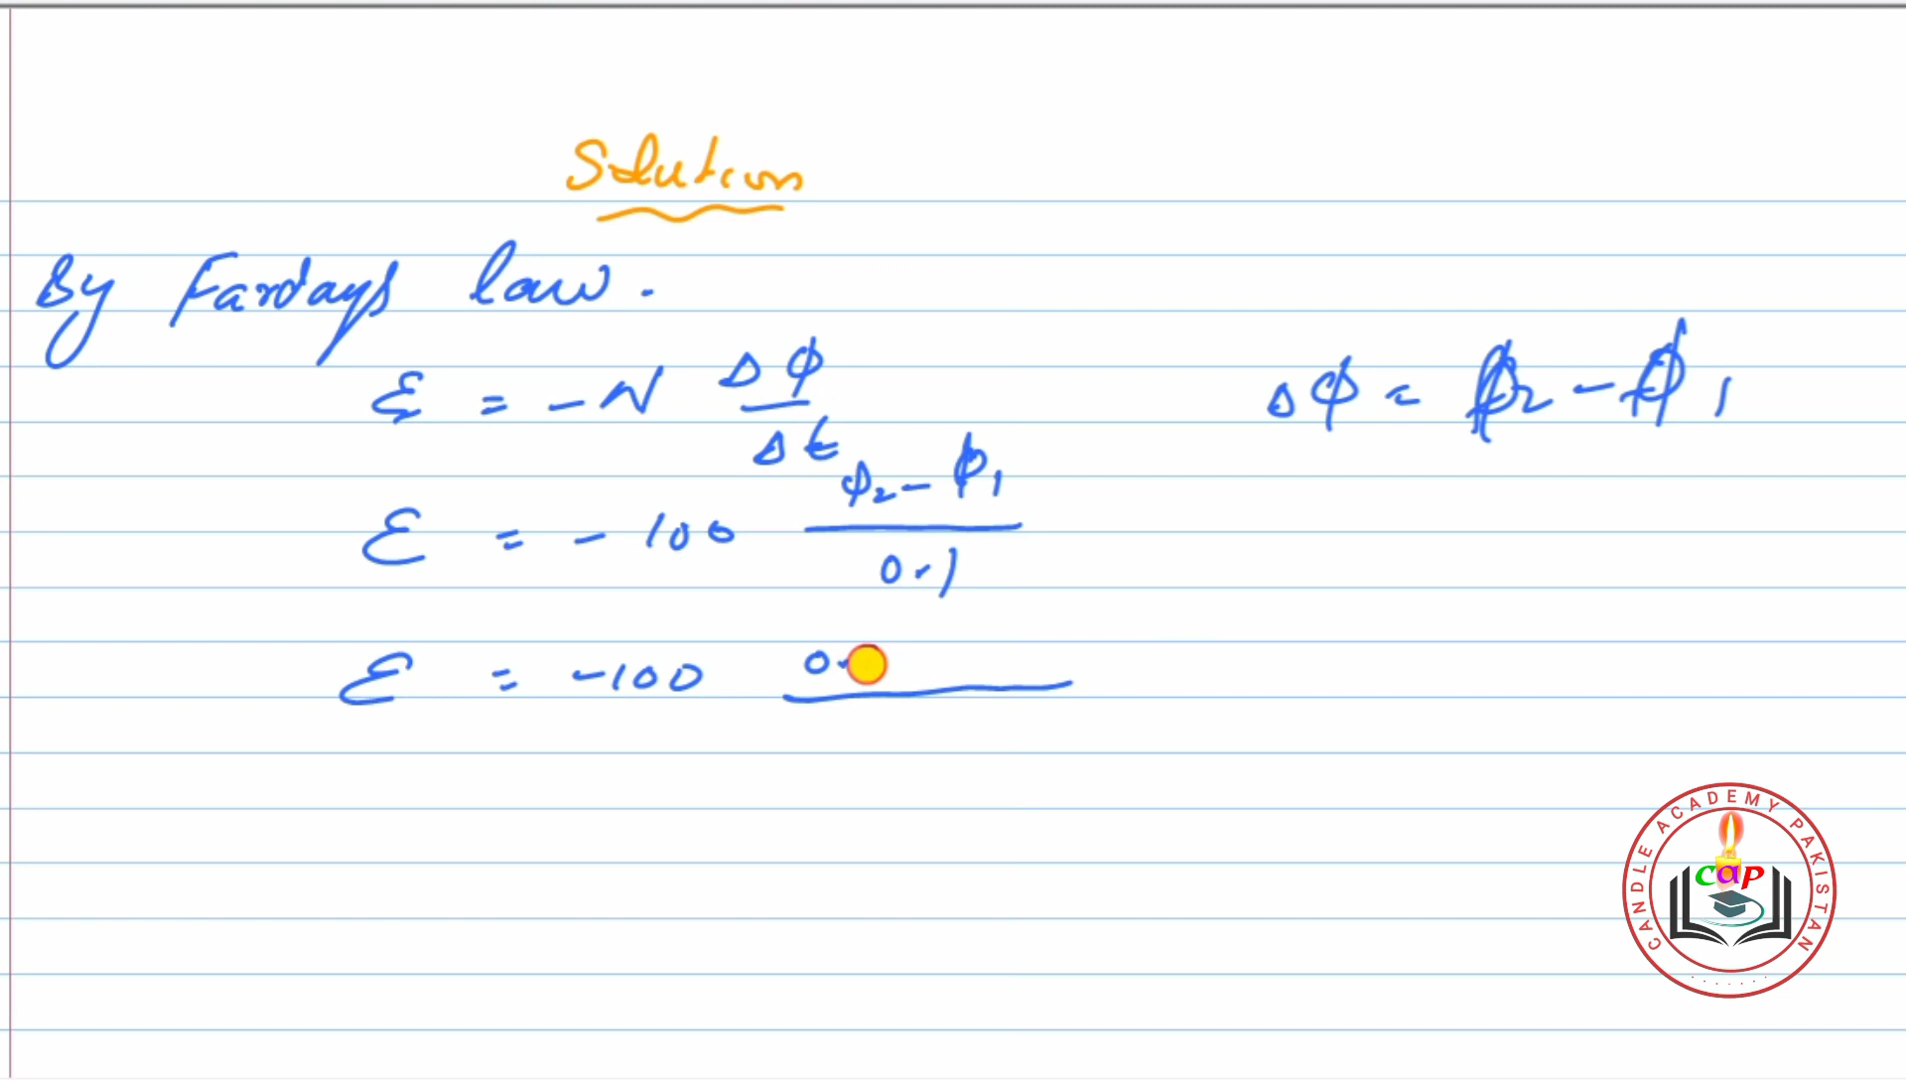 Solution
By Fardays law.
ε = -N Δϕ/Δt
Δϕ = ϕ2 - ϕ1
ε = - 100 ϕ2 - ϕ1/0.1
ε = -100 0.
CANDLE ACADEMY PAKISTAN
cap